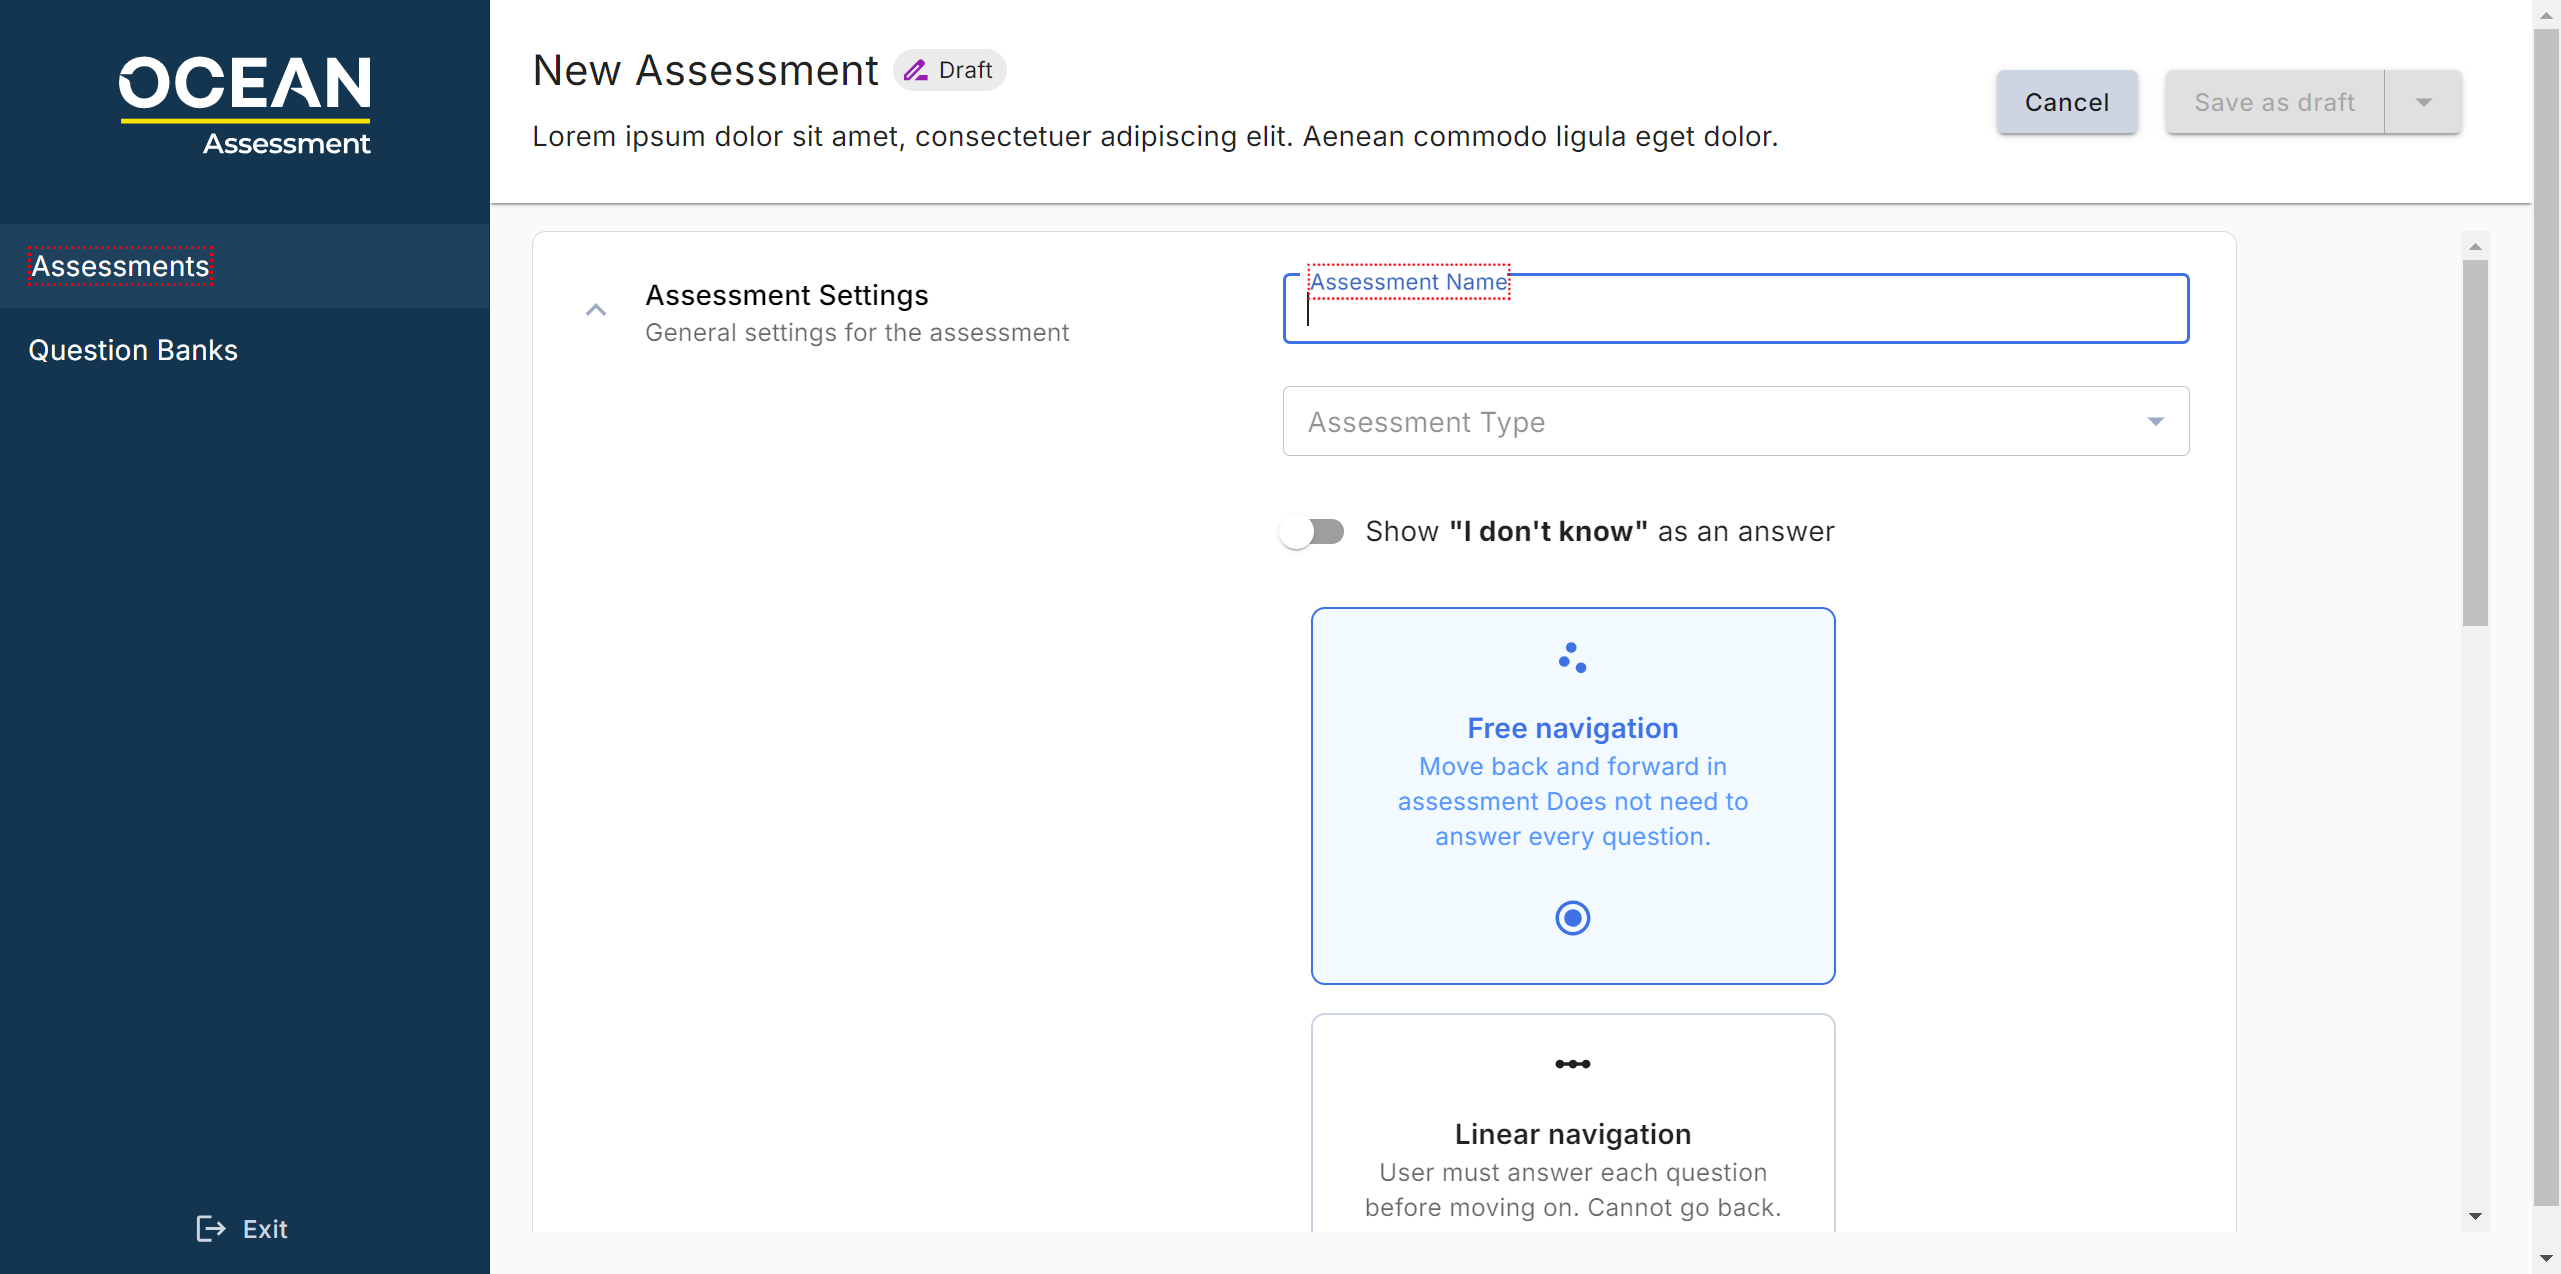 OCEAN
Assessment
Assessments
Question Banks
Exit
New Assessment
Draft
Lorem ipsum dolor sit amet, consectetuer adipiscing elit. Aenean commodo ligula eget dolor.
Cancel
Save as draft
Assessment Settings
General settings for the assessment
Assessment Name
Assessment Type
Show "I don't know" as an answer
Free navigation
Move back and forward in
assessment Does not need to
answer every question.
Linear navigation
User must answer each question
before moving on. Cannot go back.